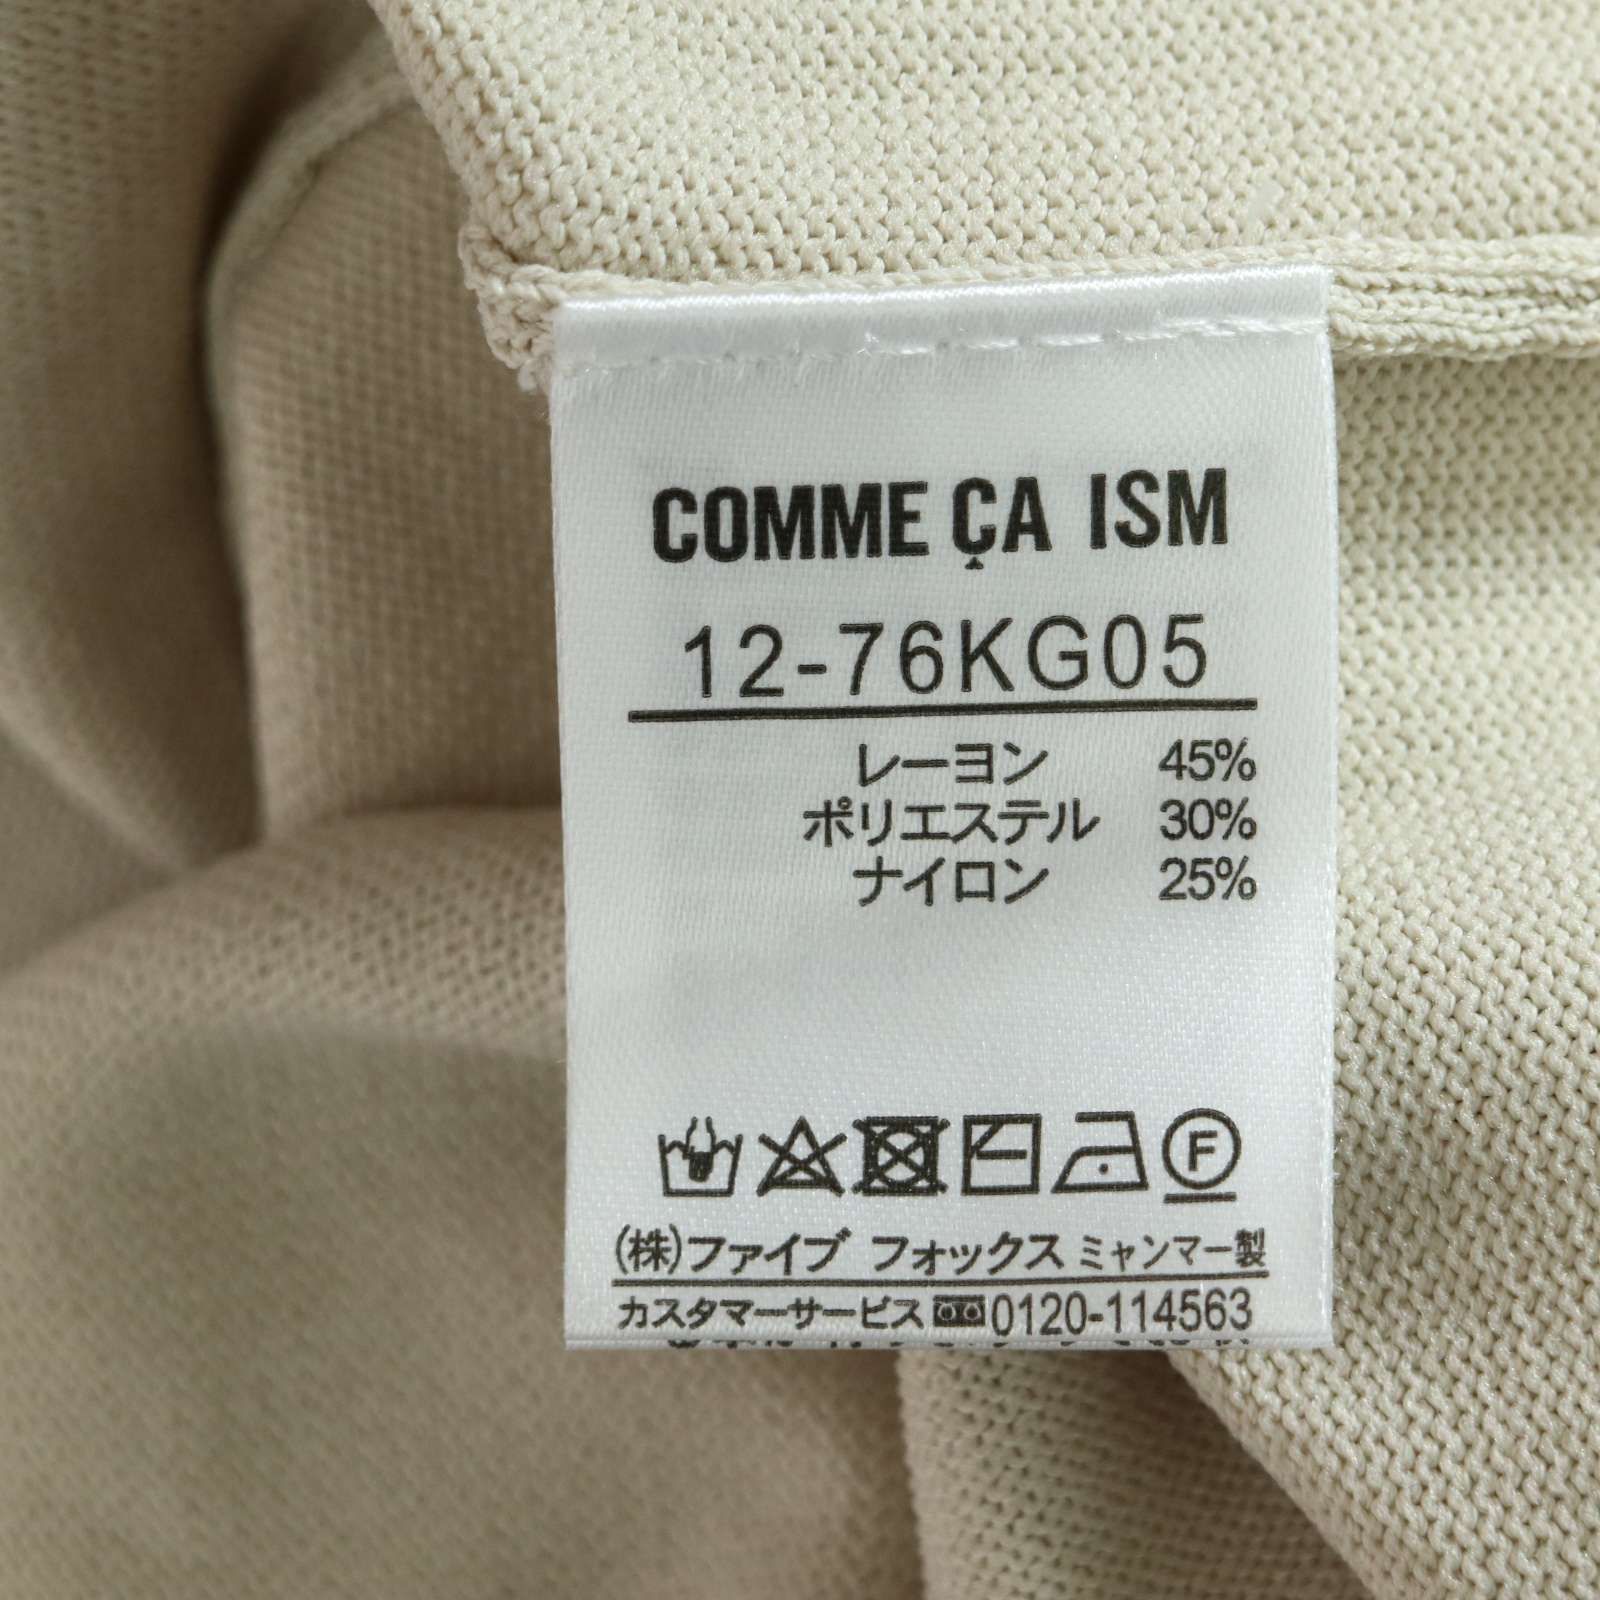 COMME ÇA ISM
12-76KG05
レーヨン 45%
ポリエステル 30%
ナイロン 25%
F
(株)ファイブ フォックス ミャンマー製
カスタマーサービス 0120-114563